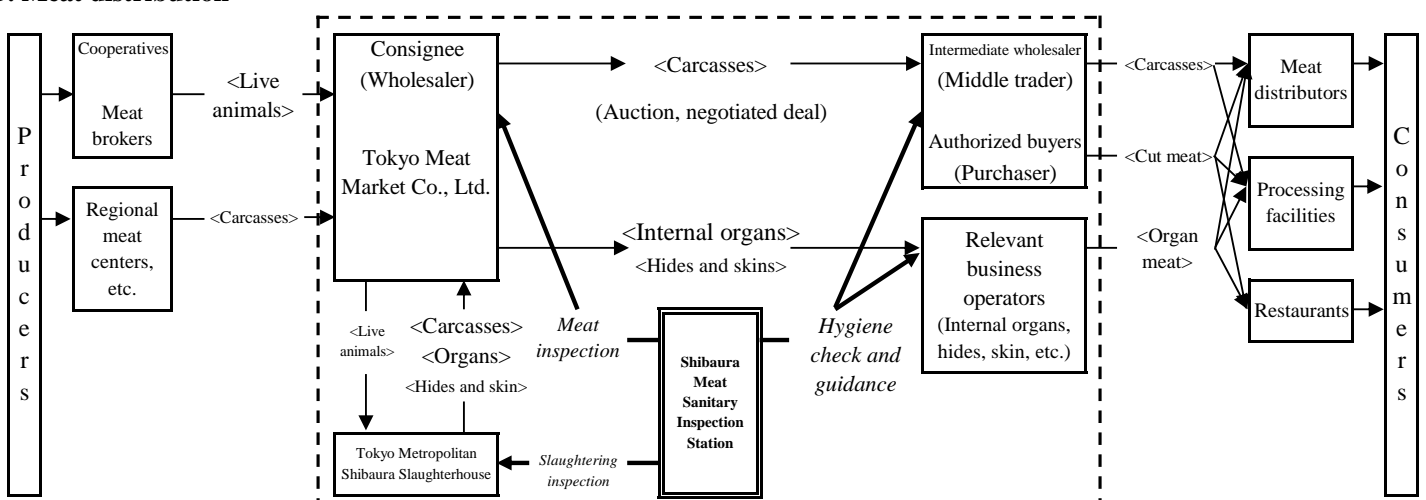 Meat distribution
Producers
Cooperatives
Meat
brokers
Regional
meat
centers,
etc.
<Live
animals>
<Carcasses>
Consignee
(Wholesaler)
Tokyo Meat
Market Co., Ltd.
<Carcasses>
(Auction, negotiated deal)
<Internal organs>
<Hides and skins>
<Live
animals>
<Carcasses>
<Organs>
<Hides and skin>
Meat
inspection
Tokyo Metropolitan
Shibaura Slaughterhouse
Slaughtering
inspection
Shibaura
Meat
Sanitary
Inspection
Station
Hygiene
check and
guidance
Intermediate wholesaler
(Middle trader)
Authorized buyers
(Purchaser)
Relevant
business
operators
(Internal organs,
hides, skin, etc.)
<Carcasses>
<Cut meat>
<Organ
meat>
Meat
distributors
Processing
facilities
Restaurants
Consumers